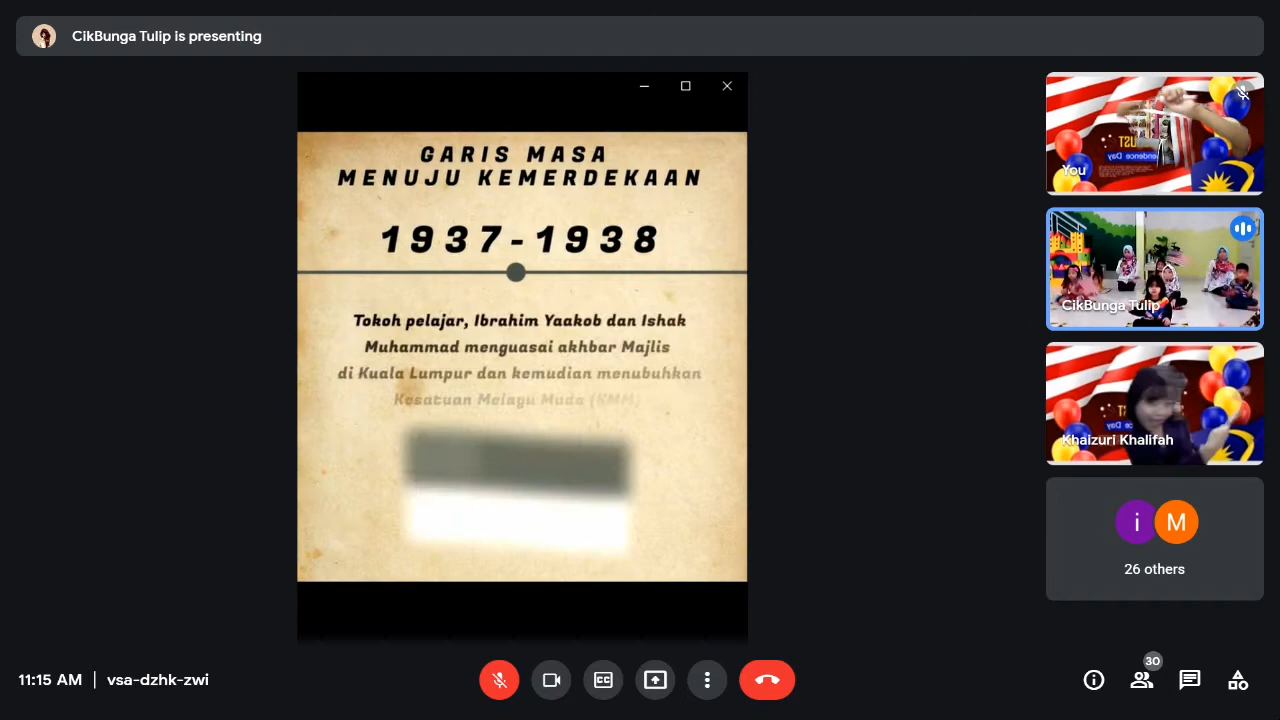 CikBunga Tulip is presenting
GARIS MASA
MENUJU KEMERDEKAAN
1937-1938
Tokoh pelajar, Ibrahim Yaakob dan Ishak
Muhammad menguasai akhbar Majlis
di Kuala Lumpur dan kemudian menubuhkan
Kesatuan Melayu Muda (KMM)
You
CikBunga Tulip
Khaizuri Khalifah
i M
26 others
11:15 AM | vsa-dzhk-zwi
CC
30